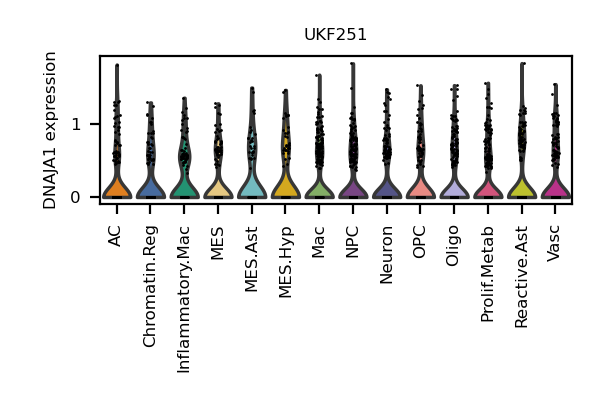 UKF251
DNAJA1 expression
1
0
AC
Chromatin.Reg
Inflammatory.Mac
MES
MES.Ast
MES.Hyp
Mac
NPC
Neuron
OPC
Oligo
Prolif.Metab
Reactive.Ast
Vasc